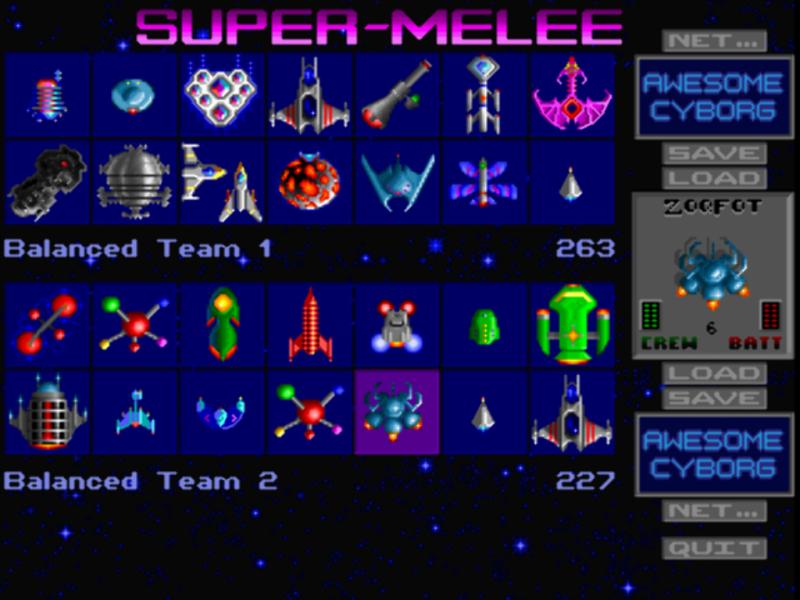 SUPER-MELEE
NET...
AWESOME
CYBORG
SAVE
LOAD
ZOQFOT
6
CREW BATT
Balanced Team 1 263
LOAD
SAVE
AWESOME
CYBORG
Balanced Team 2 227
NET...
QUIT